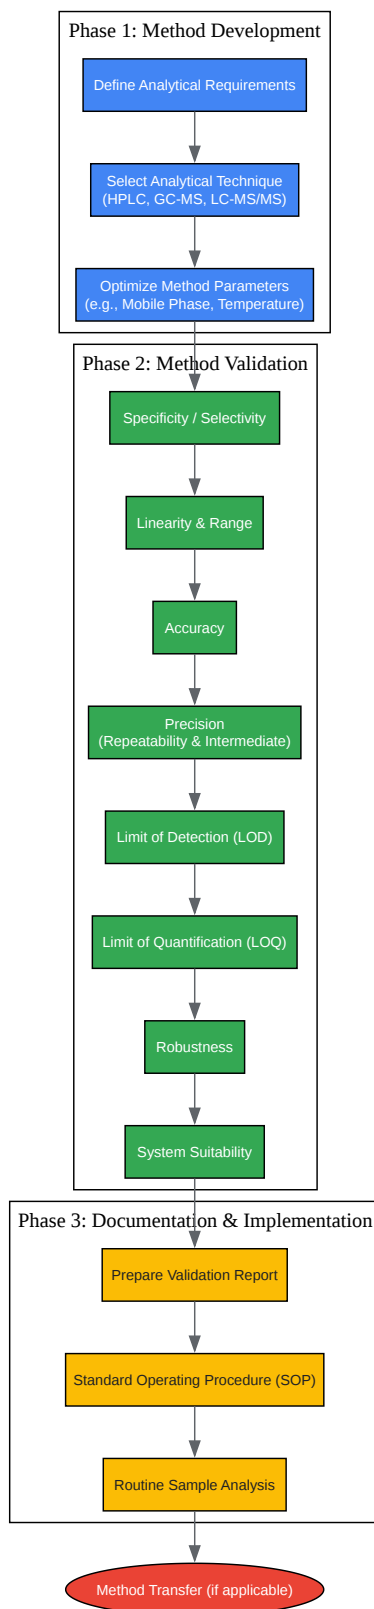 Phase 1: Method Development
Define Analytical Requirements
Select Analytical Technique
(HPLC, GC-MS, LC-MS/MS)
Optimize Method Parameters
(e.g., Mobile Phase, Temperature)
Phase 2: Method Validation
Specificity / Selectivity
Linearity & Range
Accuracy
Precision
(Repeatability & Intermediate)
Limit of Detection (LOD)
Limit of Quantification (LOQ)
Robustness
System Suitability
Phase 3: Documentation & Implementation
Prepare Validation Report
Standard Operating Procedure (SOP)
Routine Sample Analysis
Method Transfer (if applicable)